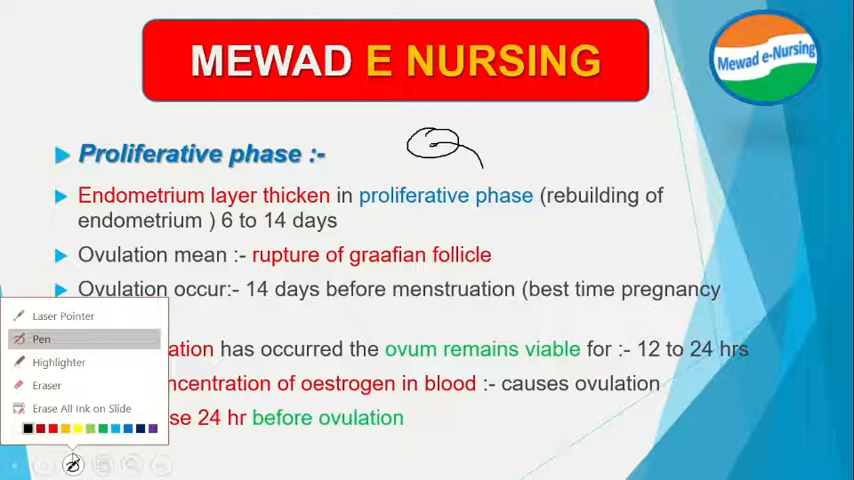 MEWAD E NURSING
Mewad e-Nursing
Proliferative phase :-
Endometrium layer thicken in proliferative phase (rebuilding of
endometrium ) 6 to 14 days
Ovulation mean :- rupture of graafian follicle
Ovulation occur:- 14 days before menstruation (best time pregnancy
Laser Pointer
Pen
Highlighter
Eraser
Erase All Ink on Slide
has occurred the ovum remains viable for :- 12 to 24 hrs
of oestrogen in blood :- causes ovulation
24 hr before ovulation